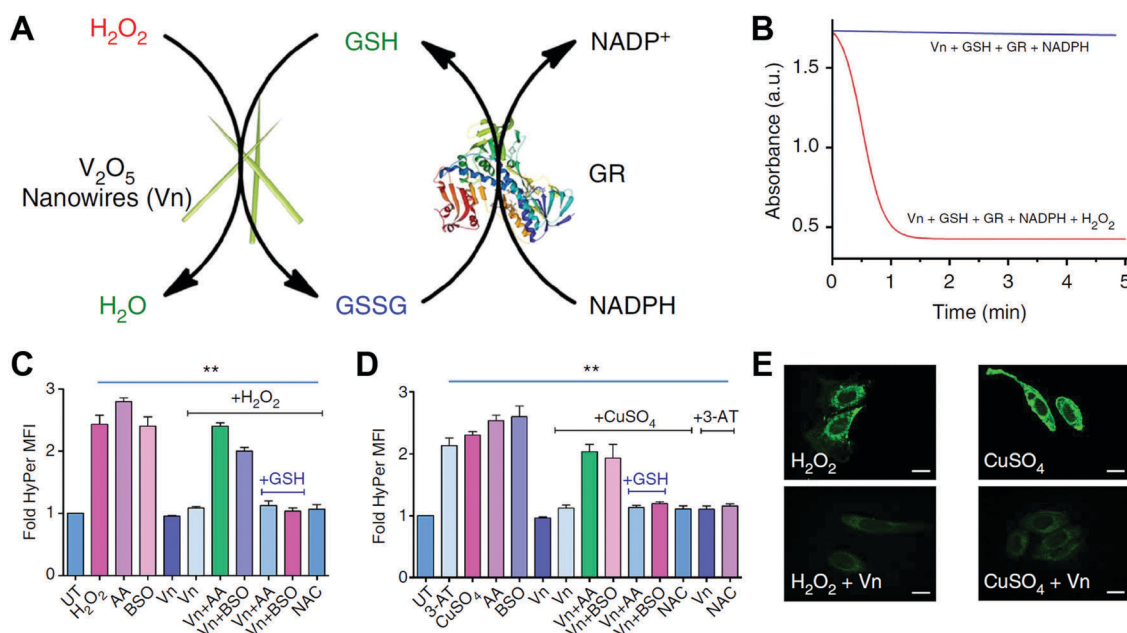 A
H₂O₂
GSH
NADP⁺
V₂O₅
Nanowires (Vn)
GR
H₂O
GSSG
NADPH
B
Absorbance (a.u.)
1.5
1.0
0.5
Vn + GSH + GR + NADPH
Vn + GSH + GR + NADPH + H₂O₂
0 1 2 3 4 5
Time (min)
C
Fold HyPer MFI
3
2
1
0
**
+H₂O₂
+GSH
UT
H₂O₂
AA
BSO
Vn
Vn
Vn+AA
Vn+BSO
Vn+AA
Vn+BSO
NAC
D
Fold HyPer MFI
3
2
1
0
**
+CuSO₄
+3-AT
+GSH
UT
3-AT
CuSO₄
AA
BSO
Vn
Vn
Vn+AA
Vn+BSO
Vn+AA
Vn+BSO
NAC
Vn
NAC
E
H₂O₂
CuSO₄
H₂O₂ + Vn
CuSO₄ + Vn